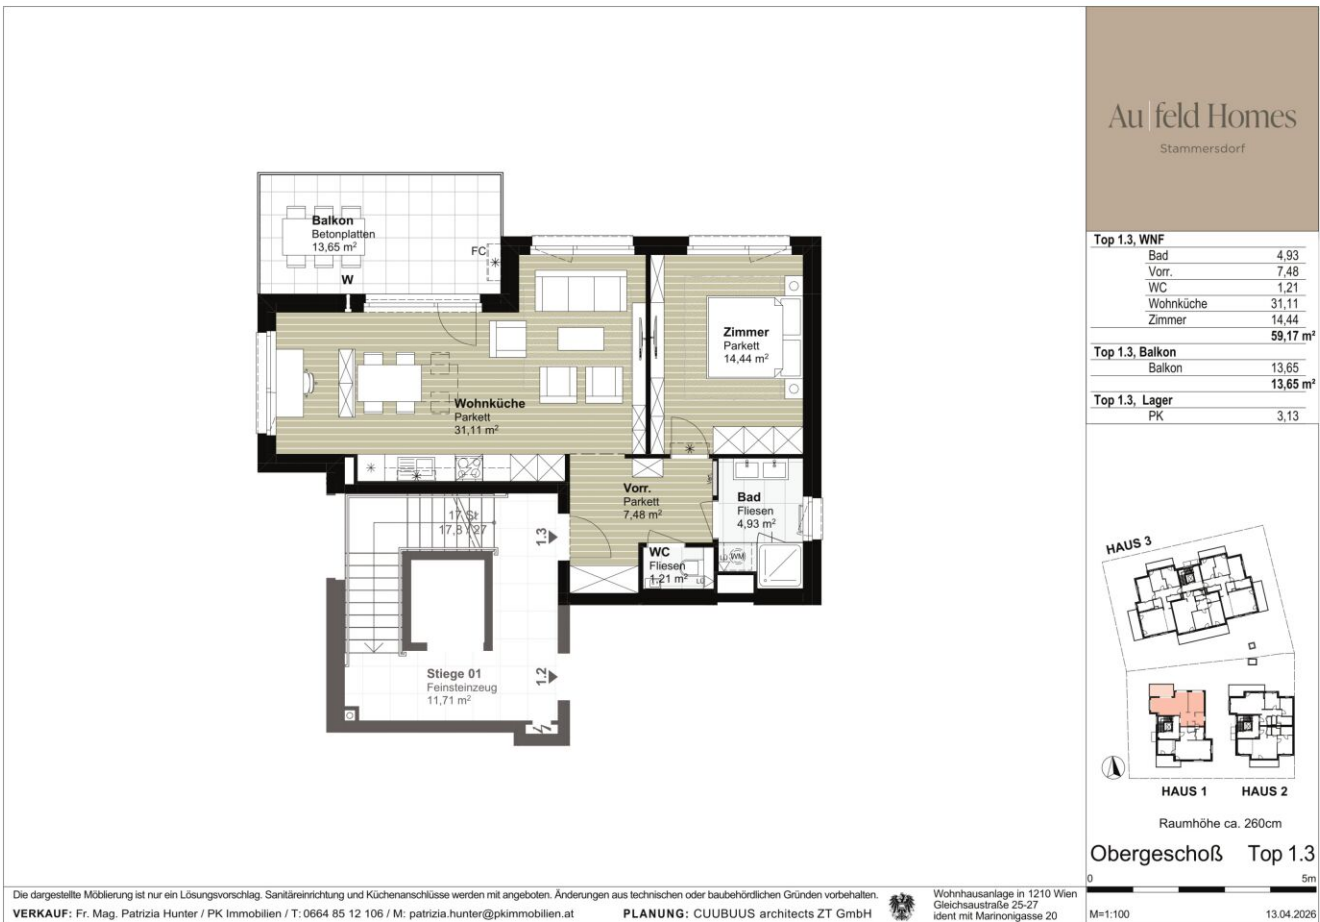 Au|feld Homes
Stammersdorf
Top 1.3, WNF
Bad 4,93
Vorr. 7,48
WC 1,21
Wohnküche 31,11
Zimmer 14,44
59,17 m²
Top 1.3, Balkon
Balkon 13,65
13,65 m²
Top 1.3, Lager
PK 3,13
Balkon
Betonplatten
13,65 m²
FC
W
Zimmer
Parkett
14,44 m²
Wohnküche
Parkett
31,11 m²
Vorr.
Parkett
7,48 m²
Bad
Fliesen
4,93 m²
WC
Fliesen
1,21 m²
WM
17 St
17,8 / 27
1.3
1.2
Stiege 01
Feinsteinzeug
11,71 m²
HAUS 3
HAUS 1 HAUS 2
Raumhöhe ca. 260cm
Obergeschoß Top 1.3
0 5m
M=1:100 13.04.2026
Die dargestellte Möblierung ist nur ein Lösungsvorschlag. Sanitäreinrichtung und Küchenanschlüsse werden mit angeboten. Änderungen aus technischen oder baubehördlichen Gründen vorbehalten.
VERKAUF: Fr. Mag. Patrizia Hunter / PK Immobilien / T: 0664 85 12 106 / M: patrizia.hunter@pkimmobilien.at PLANUNG: CUUBUUS architects ZT GmbH
Wohnhausanlage in 1210 Wien
Gleichsaustraße 25-27
ident mit Marinonigasse 20